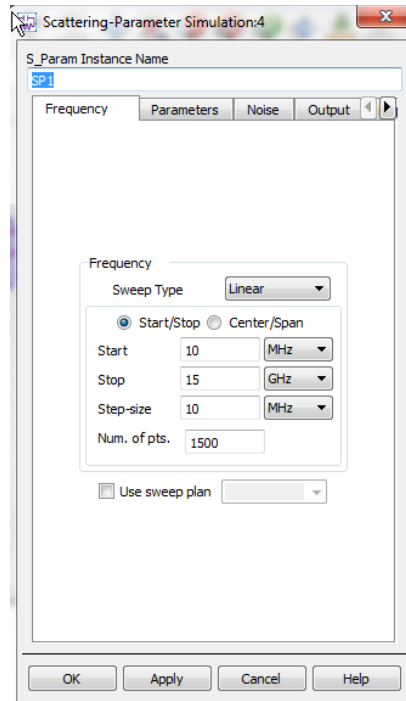 Scattering-Parameter Simulation:4
S_Param Instance Name
SP1
Frequency Parameters Noise Output
Frequency
Sweep Type Linear
Start/Stop Center/Span
Start 10 MHz
Stop 15 GHz
Step-size 10 MHz
Num. of pts. 1500
Use sweep plan
OK Apply Cancel Help